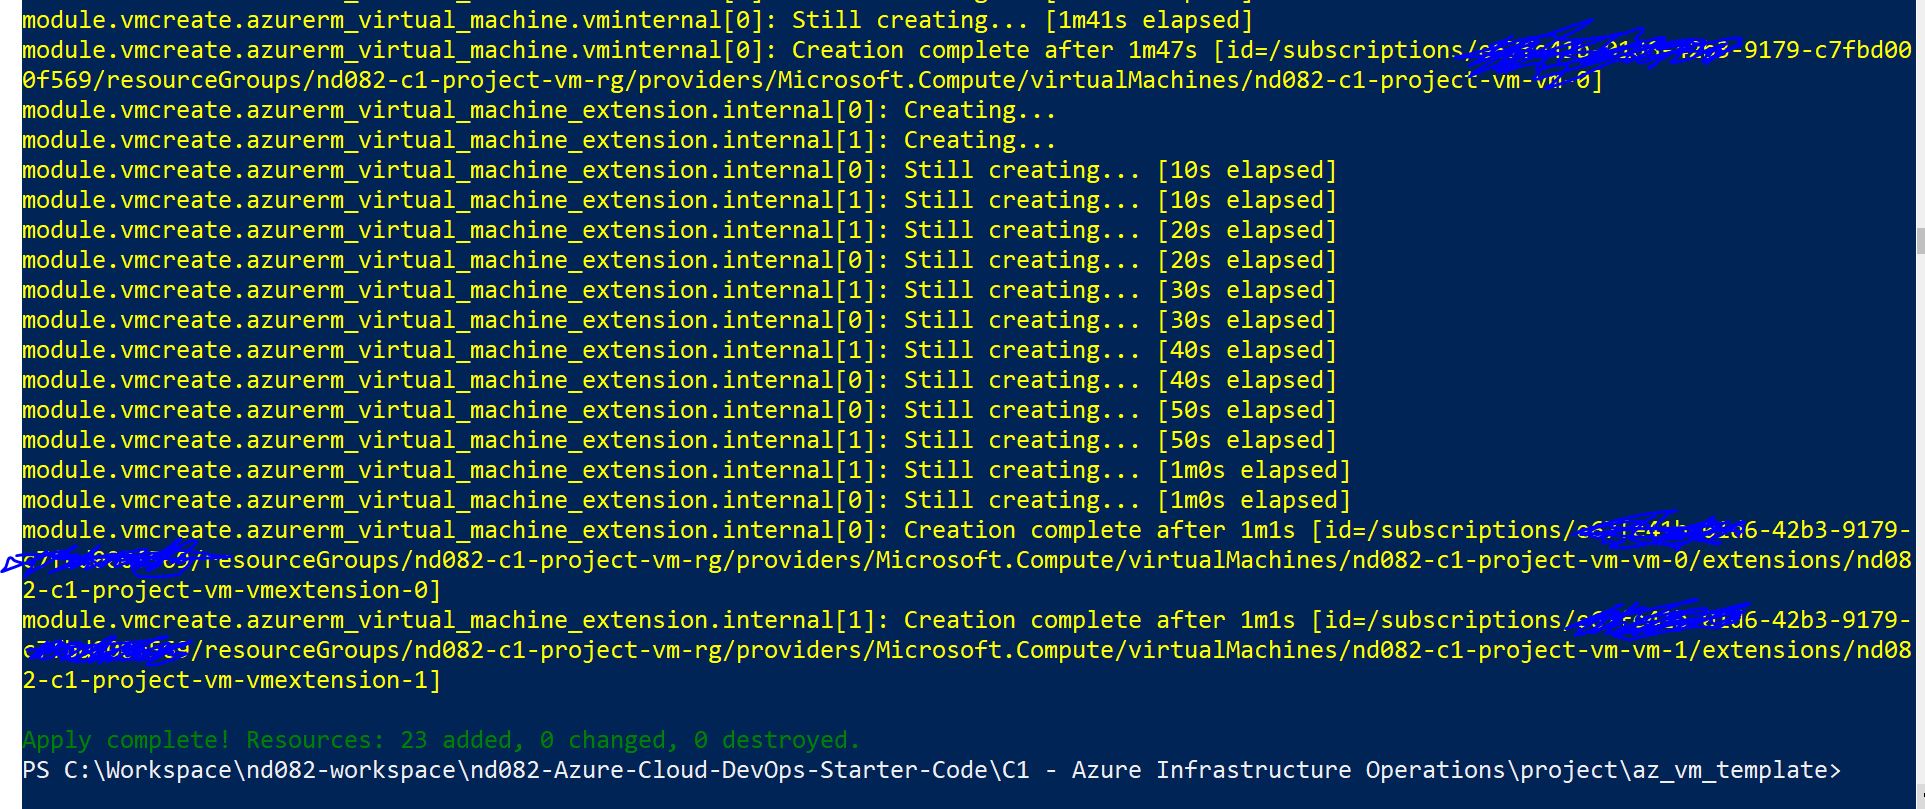 module.vmcreate.azurerm_virtual_machine.vminternal[0]: Still creating... [1m41s elapsed]
module.vmcreate.azurerm_virtual_machine.vminternal[0]: Creation complete after 1m47s [id=/subscriptions/ -9179-c7fbd00
0f569/resourceGroups/nd082-c1-project-vm-rg/providers/Microsoft.Compute/virtualMachines/nd082-c1-project-vm-vm-0]
module.vmcreate.azurerm_virtual_machine_extension.internal[0]: Creating...
module.vmcreate.azurerm_virtual_machine_extension.internal[1]: Creating...
module.vmcreate.azurerm_virtual_machine_extension.internal[0]: Still creating... [10s elapsed]
module.vmcreate.azurerm_virtual_machine_extension.internal[1]: Still creating... [10s elapsed]
module.vmcreate.azurerm_virtual_machine_extension.internal[1]: Still creating... [20s elapsed]
module.vmcreate.azurerm_virtual_machine_extension.internal[0]: Still creating... [20s elapsed]
module.vmcreate.azurerm_virtual_machine_extension.internal[1]: Still creating... [30s elapsed]
module.vmcreate.azurerm_virtual_machine_extension.internal[0]: Still creating... [30s elapsed]
module.vmcreate.azurerm_virtual_machine_extension.internal[1]: Still creating... [40s elapsed]
module.vmcreate.azurerm_virtual_machine_extension.internal[0]: Still creating... [40s elapsed]
module.vmcreate.azurerm_virtual_machine_extension.internal[0]: Still creating... [50s elapsed]
module.vmcreate.azurerm_virtual_machine_extension.internal[1]: Still creating... [50s elapsed]
module.vmcreate.azurerm_virtual_machine_extension.internal[1]: Still creating... [1m0s elapsed]
module.vmcreate.azurerm_virtual_machine_extension.internal[0]: Still creating... [1m0s elapsed]
module.vmcreate.azurerm_virtual_machine_extension.internal[0]: Creation complete after 1m1s [id=/subscriptions/ d6-42b3-9179-
/resourceGroups/nd082-c1-project-vm-rg/providers/Microsoft.Compute/virtualMachines/nd082-c1-project-vm-vm-0/extensions/nd08
2-c1-project-vm-vmextension-0]
module.vmcreate.azurerm_virtual_machine_extension.internal[1]: Creation complete after 1m1s [id=/subscriptions/ d6-42b3-9179-
/resourceGroups/nd082-c1-project-vm-rg/providers/Microsoft.Compute/virtualMachines/nd082-c1-project-vm-vm-1/extensions/nd08
2-c1-project-vm-vmextension-1]
Apply complete! Resources: 23 added, 0 changed, 0 destroyed.
PS C:\Workspace\nd082-workspace\nd082-Azure-Cloud-DevOps-Starter-Code\C1 - Azure Infrastructure Operations\project\az_vm_template>